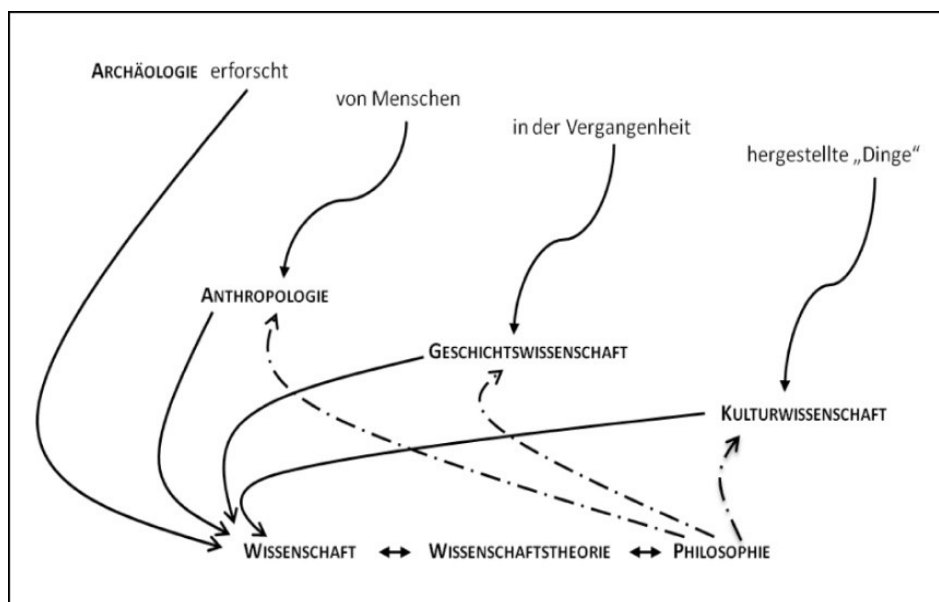 ARCHÄOLOGIE erforscht
von Menschen
in der Vergangenheit
hergestellte „Dinge“
ANTHROPOLOGIE
GESCHICHTSWISSENSCHAFT
KULTURWISSENSCHAFT
WISSENSCHAFT WISSENSCHAFTSTHEORIE PHILOSOPHIE